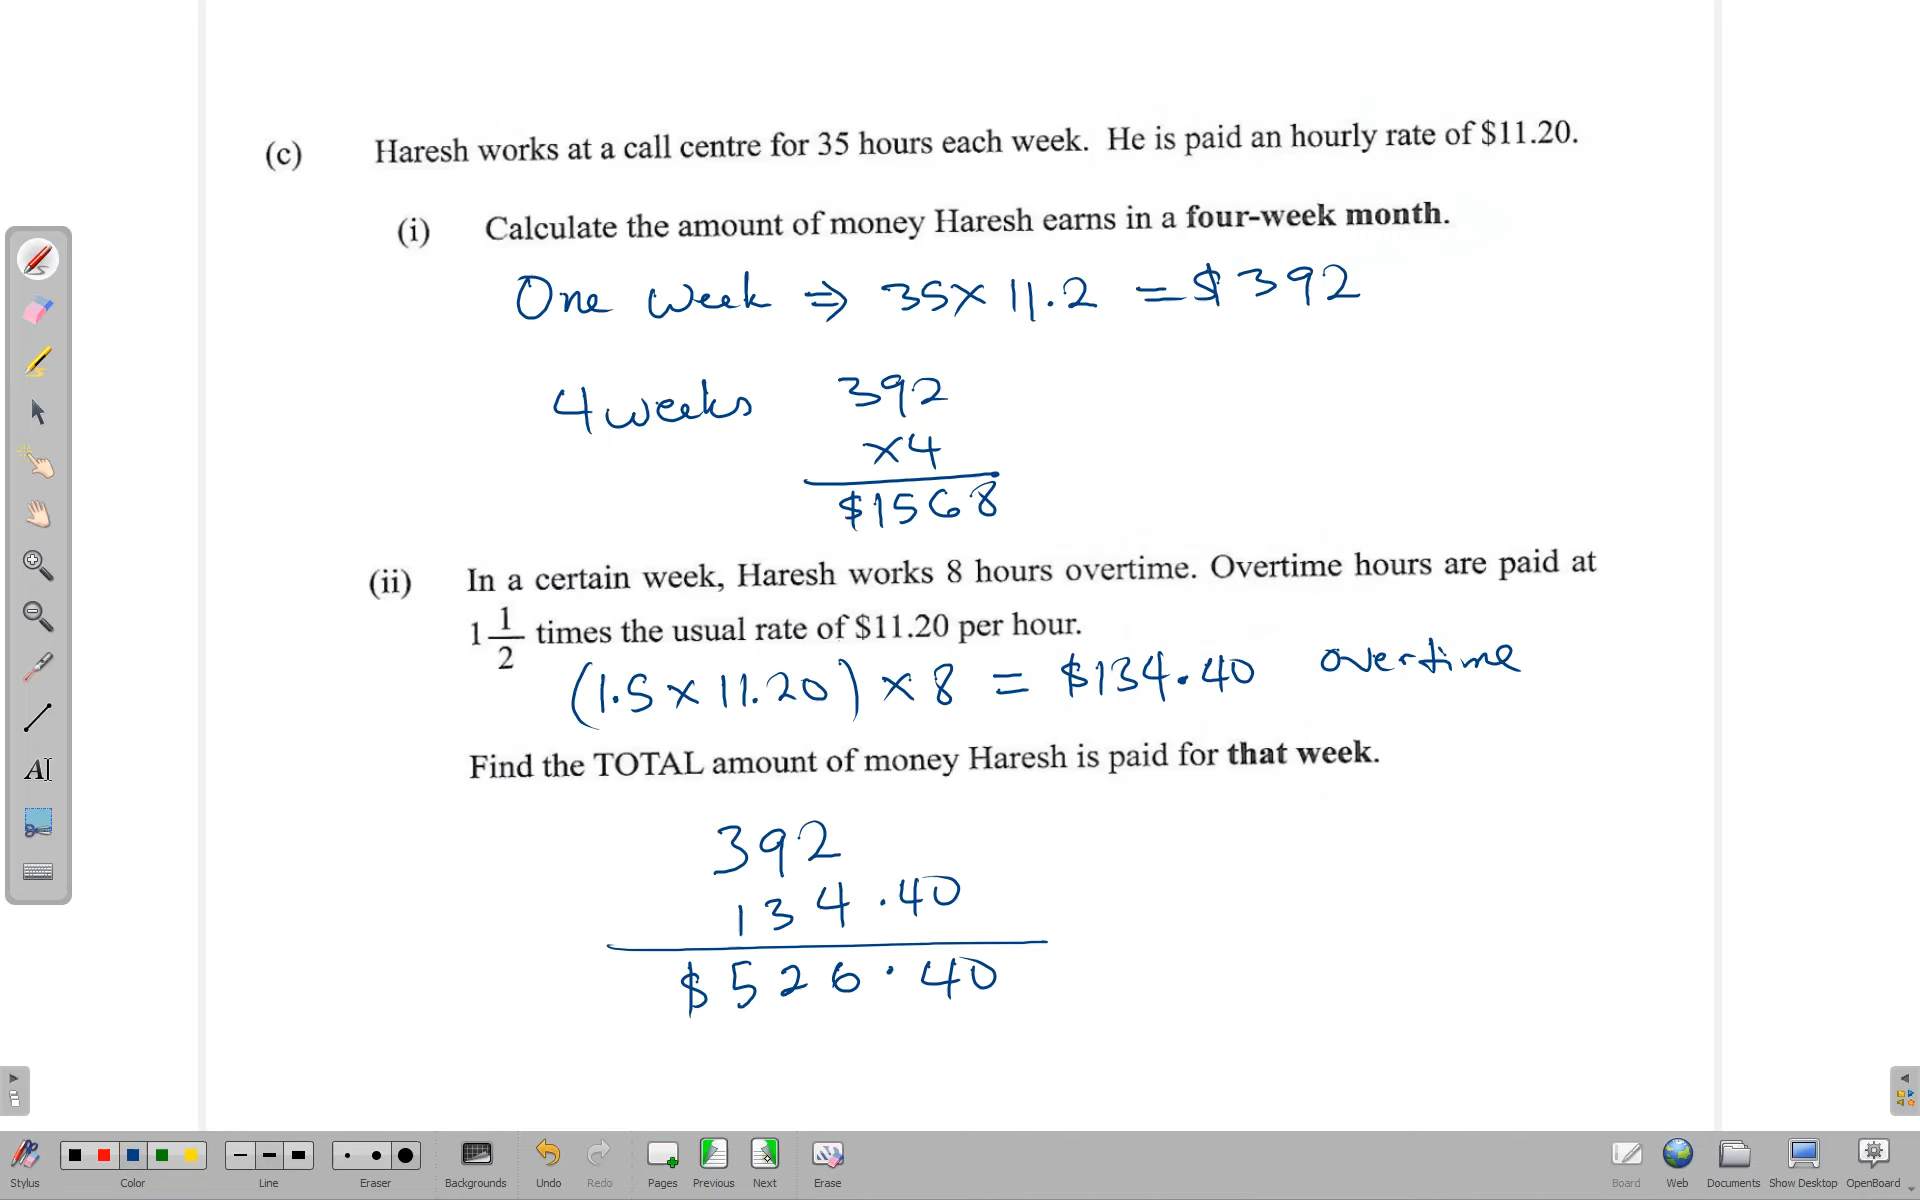 (c) Haresh works at a call centre for 35 hours each week. He is paid an hourly rate of $11.20.
(i) Calculate the amount of money Haresh earns in a four-week month.
One week ⇒ 35 × 11.2 = $392
4 weeks 392
×4
$1568
(ii) In a certain week, Haresh works 8 hours overtime. Overtime hours are paid at
1 1/2 times the usual rate of $11.20 per hour.
(1.5 × 11.20) × 8 = $134.40 overtime
Find the TOTAL amount of money Haresh is paid for that week.
392
134.40
$526.40
Stylus Color Line Eraser Backgrounds Undo Redo Pages Previous Next Erase Board Web Documents Show Desktop OpenBoard